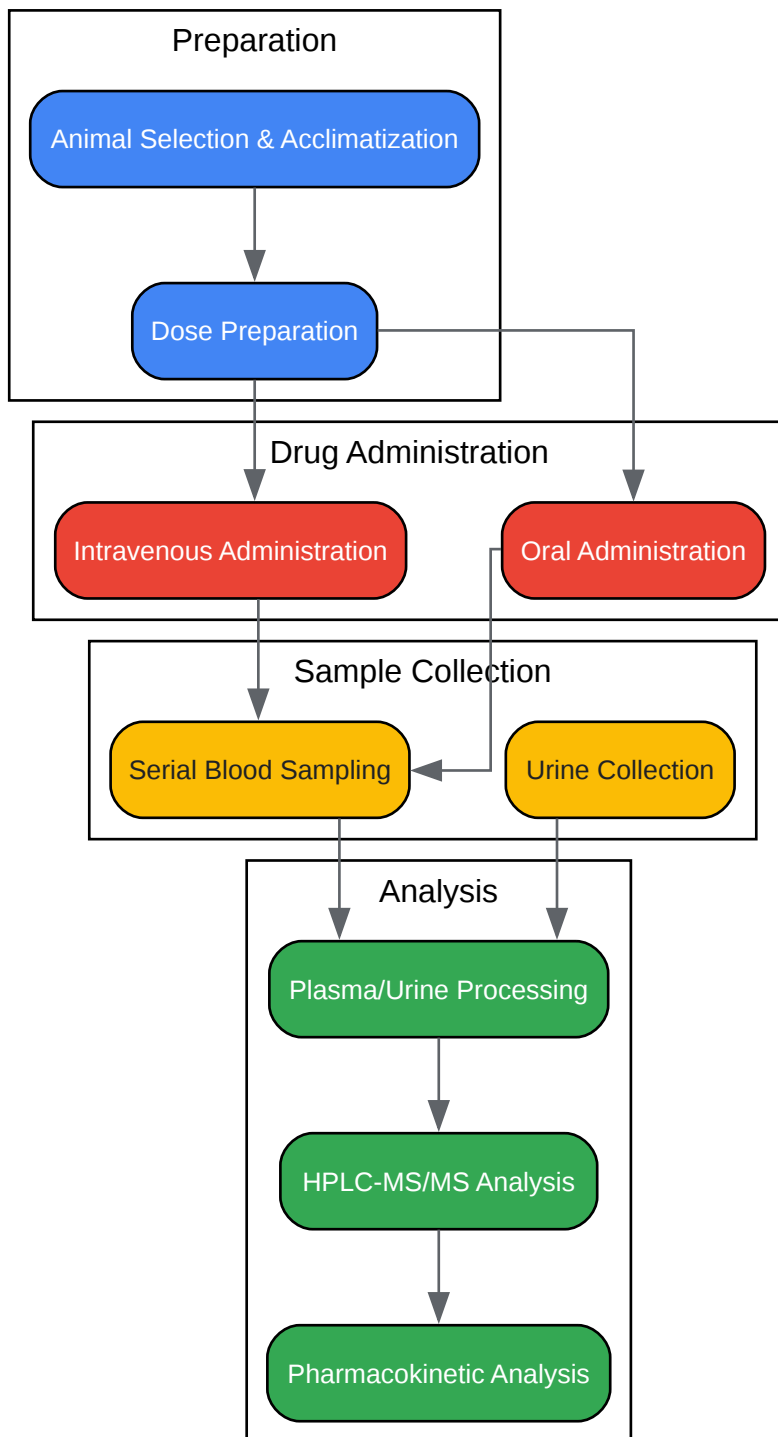 Preparation
Animal Selection & Acclimatization
Dose Preparation
Drug Administration
Intravenous Administration
Oral Administration
Sample Collection
Serial Blood Sampling
Urine Collection
Analysis
Plasma/Urine Processing
HPLC-MS/MS Analysis
Pharmacokinetic Analysis